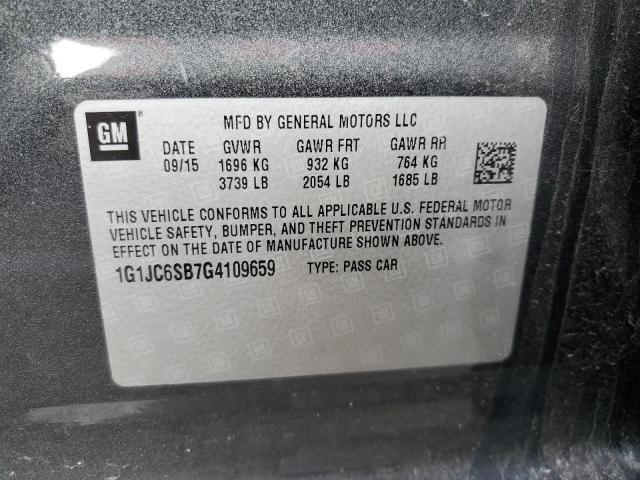 GM
MFD BY GENERAL MOTORS LLC
DATE GVWR GAWR FRT GAWR RR
09/15 1696 KG 932 KG 764 KG
3739 LB 2054 LB 1685 LB
THIS VEHICLE CONFORMS TO ALL APPLICABLE U.S. FEDERAL MOTOR
VEHICLE SAFETY, BUMPER, AND THEFT PREVENTION STANDARDS IN
EFFECT ON THE DATE OF MANUFACTURE SHOWN ABOVE.
1G1JC6SB7G4109659 TYPE: PASS CAR